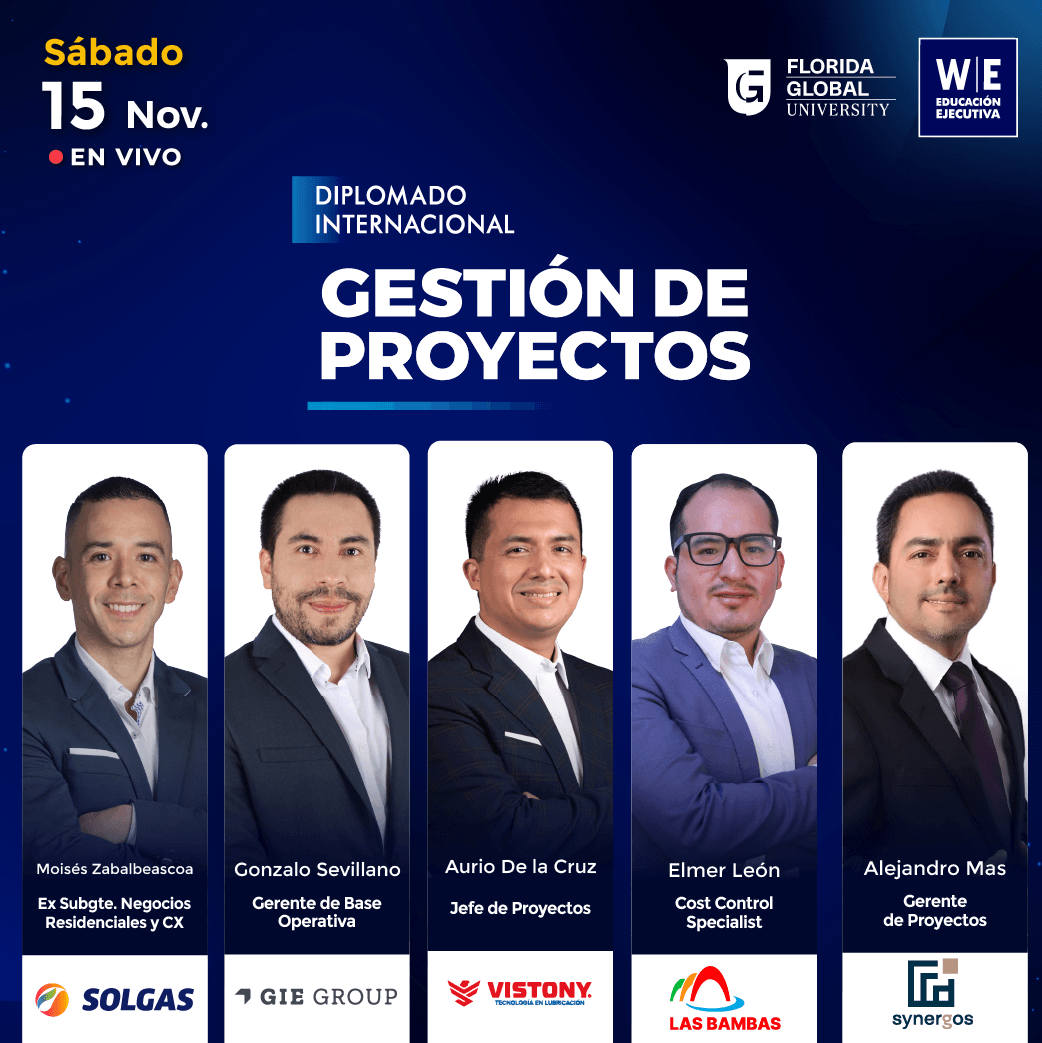 Sábado
15 Nov.
EN VIVO
FLORIDA
GLOBAL
UNIVERSITY
W|E
EDUCACIÓN
EJECUTIVA
DIPLOMADO
INTERNACIONAL
GESTIÓN DE
PROYECTOS
Moisés Zabalbeascoa
Ex Subgte. Negocios
Residenciales y CX
SOLGAS
Gonzalo Sevillano
Gerente de Base
Operativa
GIE GROUP
Aurio De la Cruz
Jefe de Proyectos
VISTONY.
TECNOLOGÍA EN LUBRICACIÓN
Elmer León
Cost Control
Specialist
LAS BAMBAS
Alejandro Mas
Gerente
de Proyectos
synergos